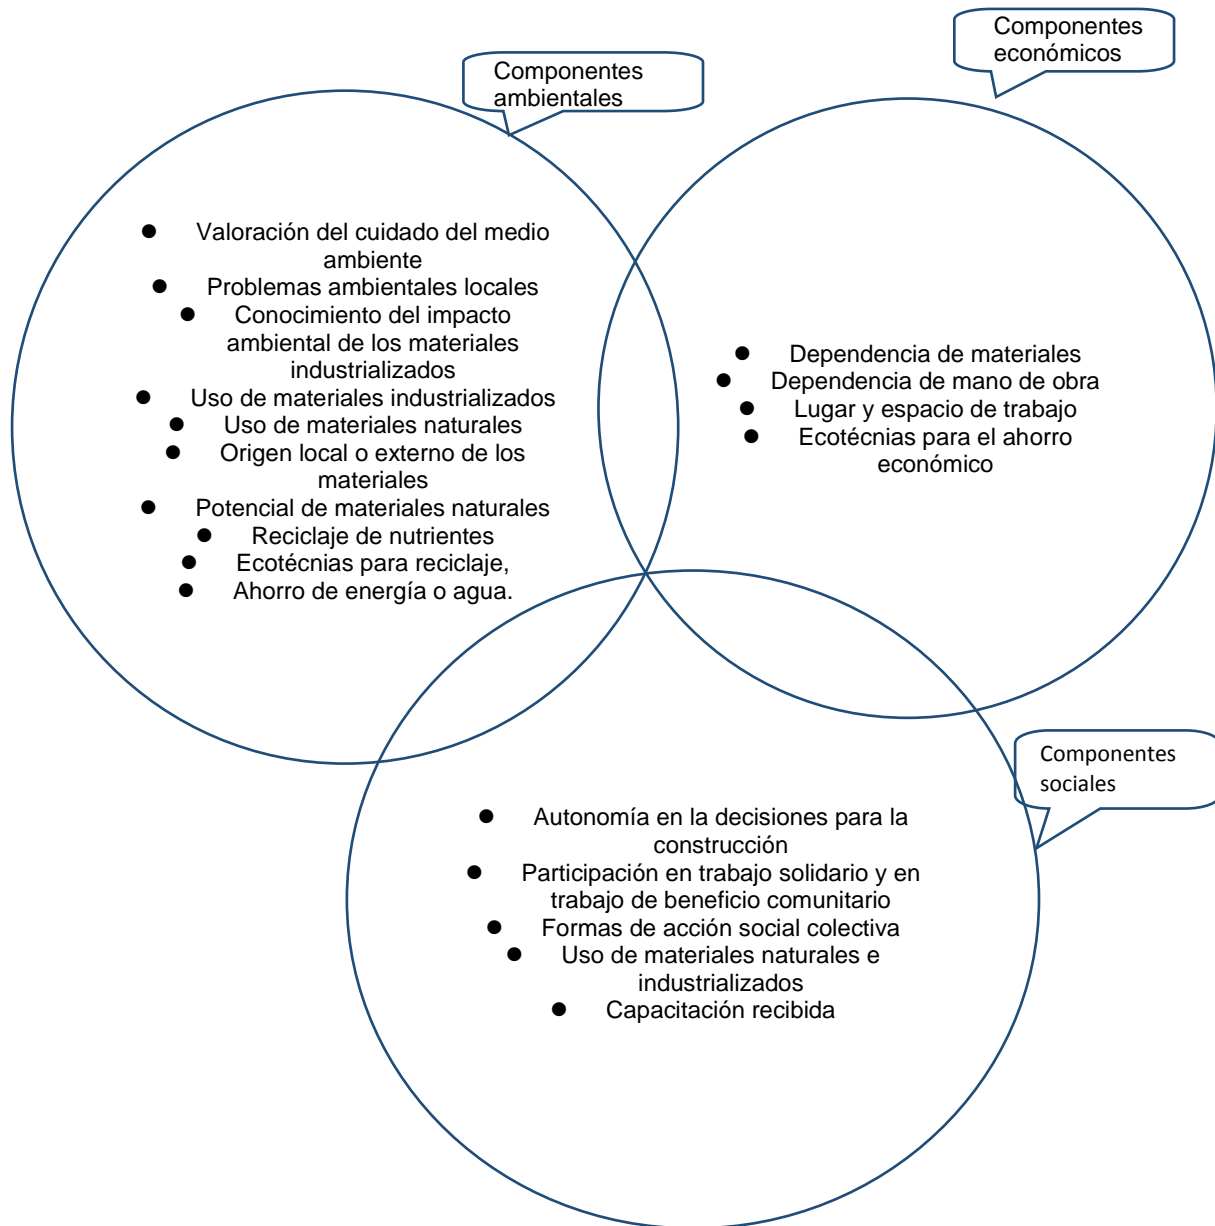 Componentes
económicos
Componentes
ambientales
● Valoración del cuidado del medio
ambiente
● Problemas ambientales locales
● Conocimiento del impacto
ambiental de los materiales
industrializados
● Uso de materiales industrializados
● Uso de materiales naturales
● Origen local o externo de los
materiales
● Potencial de materiales naturales
● Reciclaje de nutrientes
● Ecotécnias para reciclaje,
● Ahorro de energía o agua.
● Dependencia de materiales
● Dependencia de mano de obra
● Lugar y espacio de trabajo
● Ecotécnias para el ahorro
económico
Componentes
sociales
● Autonomía en la decisiones para la
construcción
● Participación en trabajo solidario y en
trabajo de beneficio comunitario
● Formas de acción social colectiva
● Uso de materiales naturales e
industrializados
● Capacitación recibida